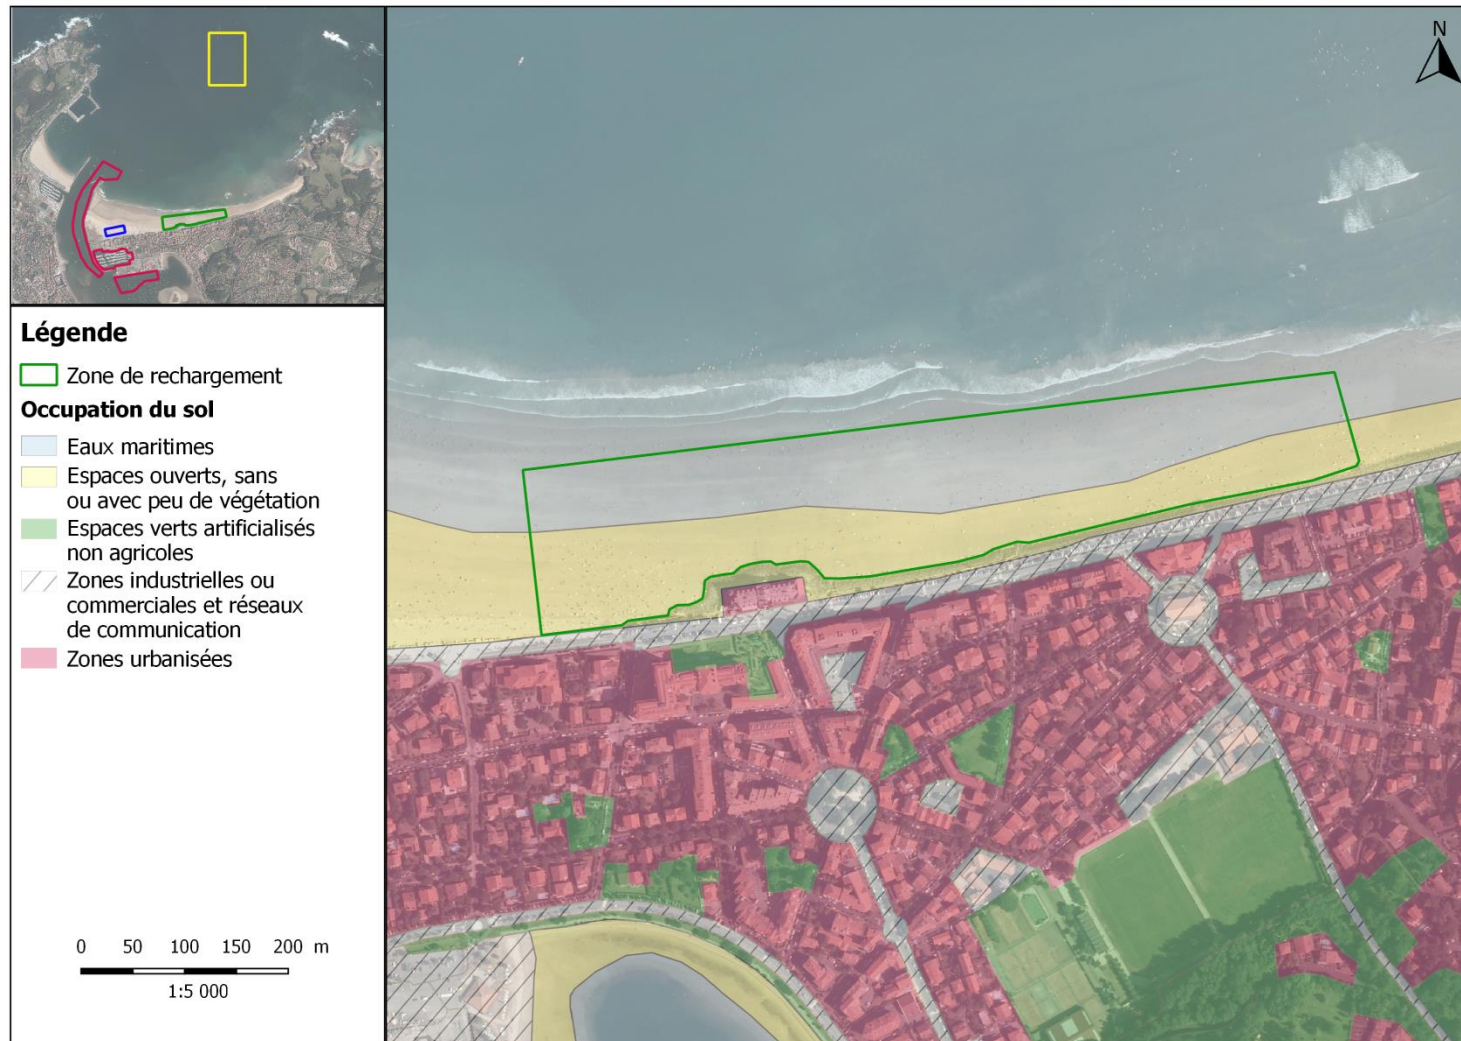 N
Légende
Zone de rechargement
Occupation du sol
Eaux maritimes
Espaces ouverts, sans
ou avec peu de végétation
Espaces verts artificialisés
non agricoles
Zones industrielles ou
commerciales et réseaux
de communication
Zones urbanisées
0 50 100 150 200 m
1:5 000